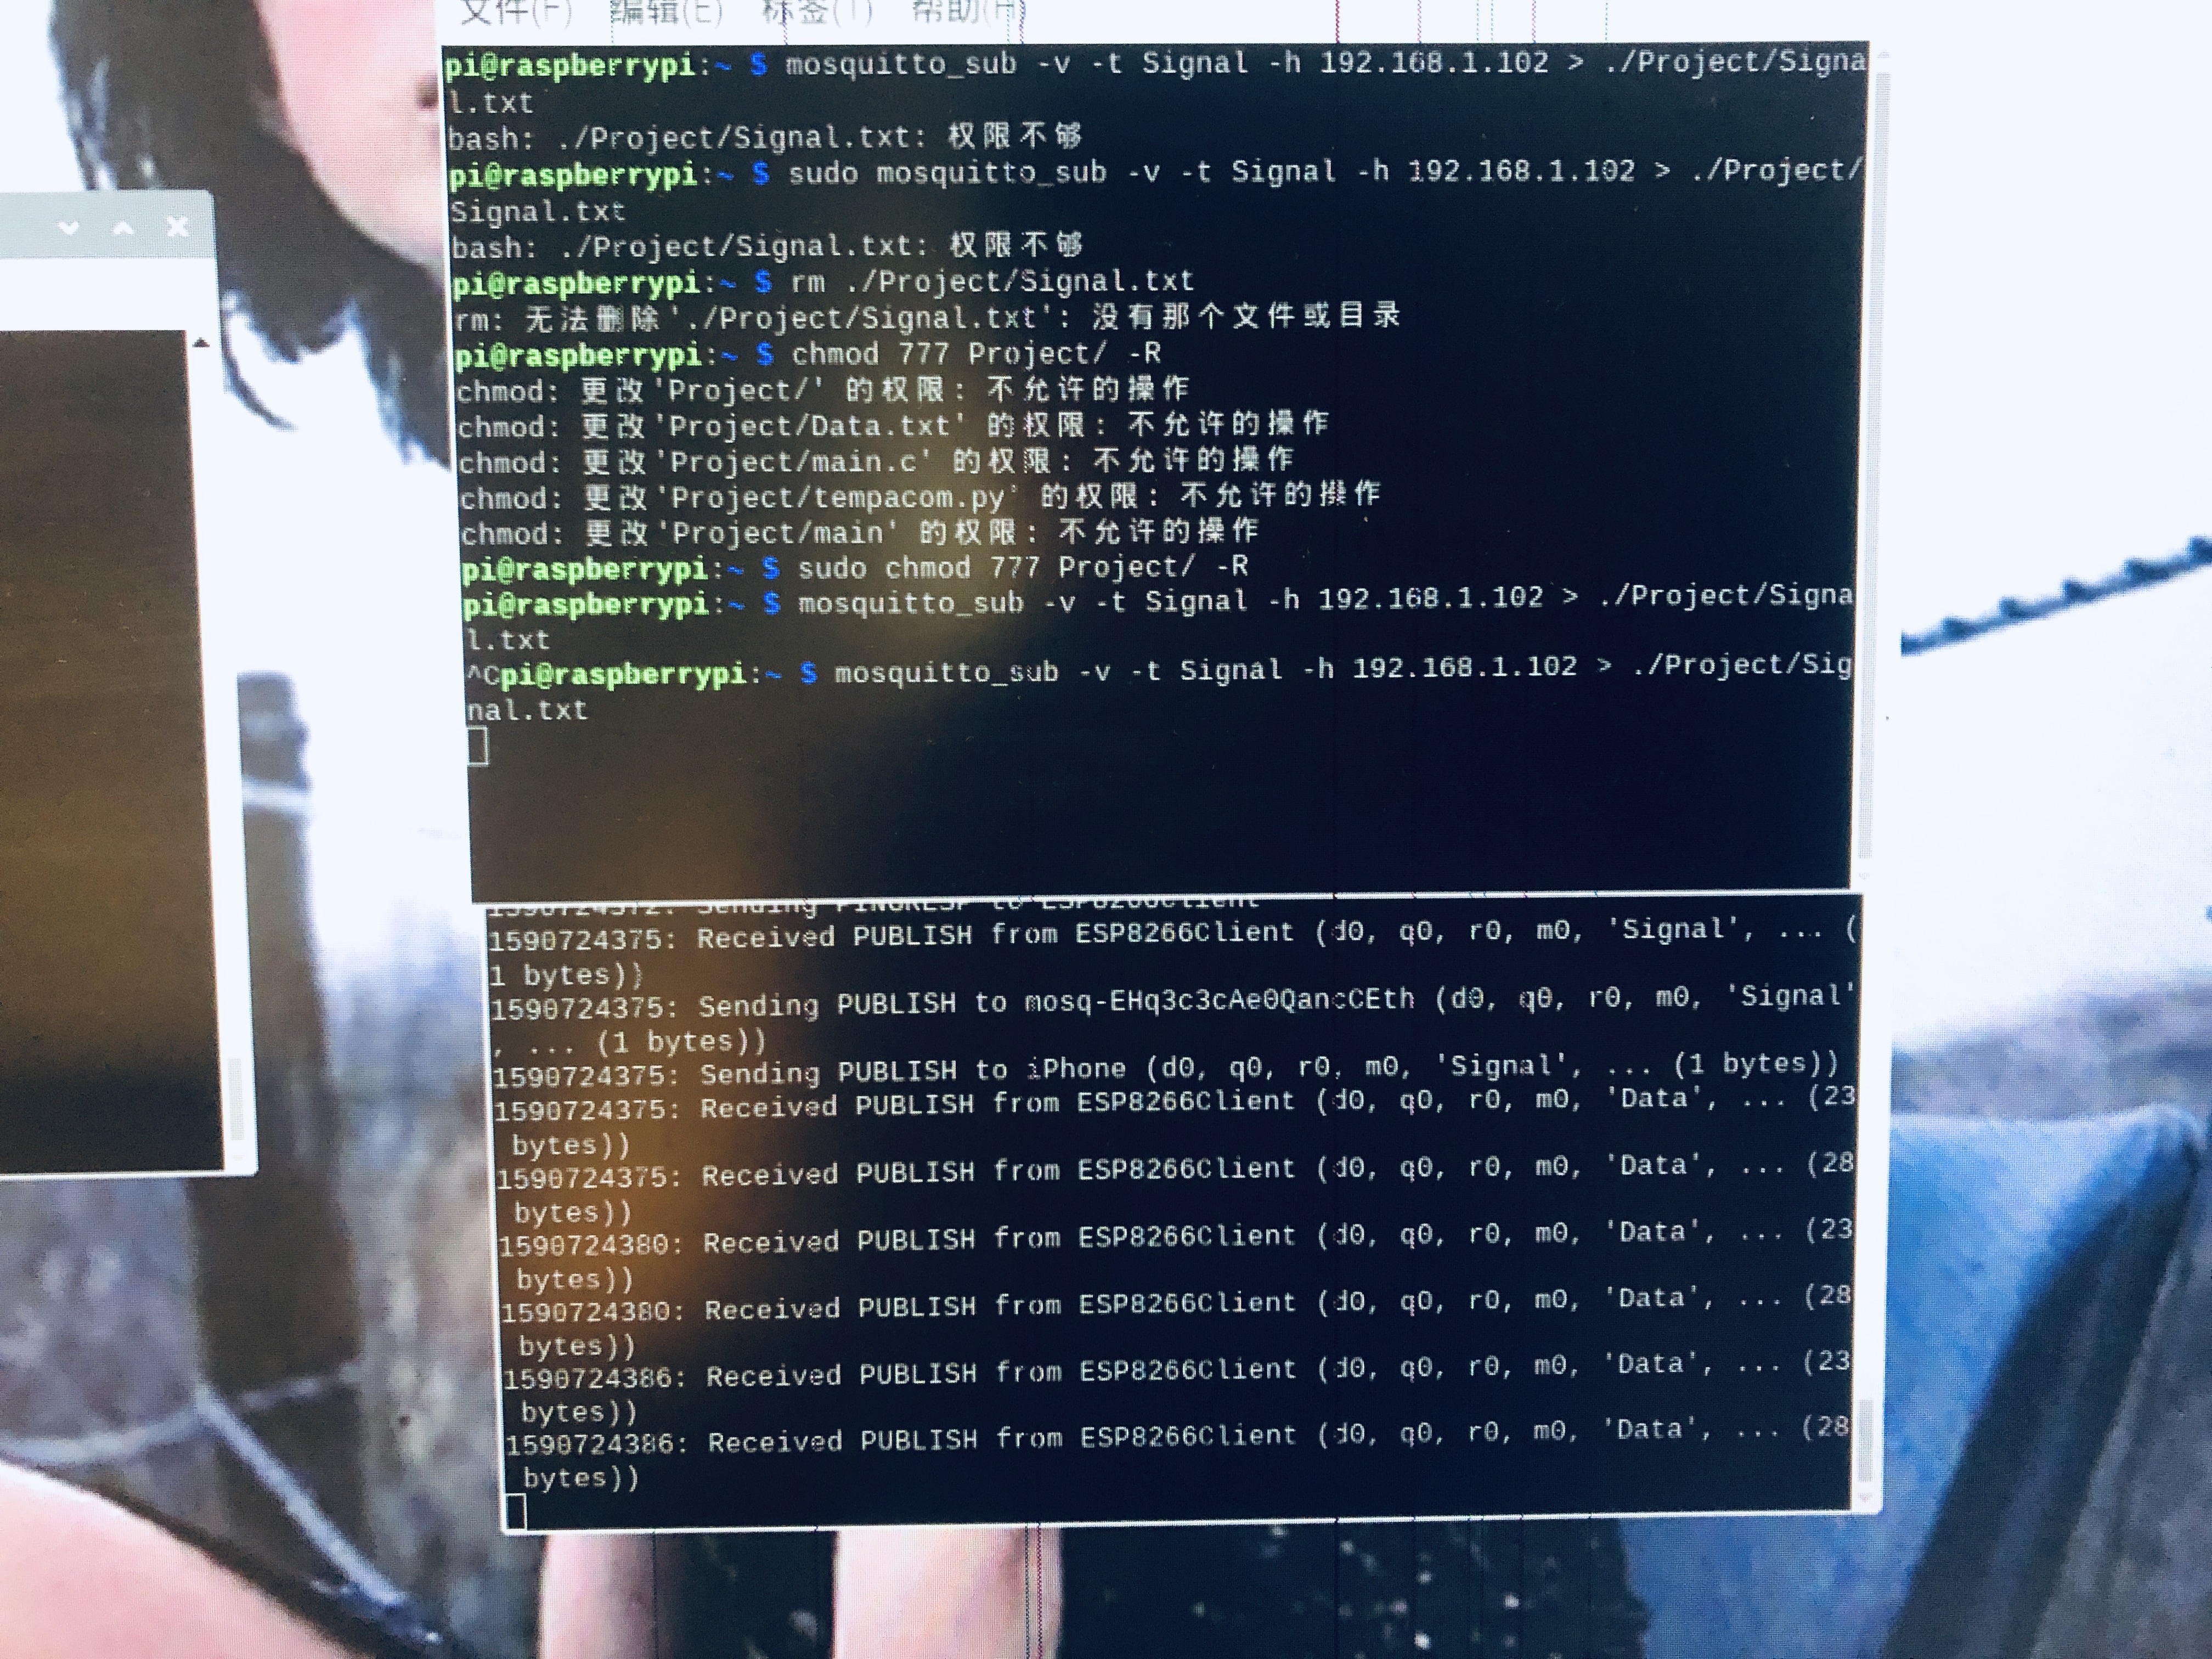 文件(F) 编辑(E) 标签(T) 帮助(H)
pi@raspberrypi:~ $ mosquitto_sub -v -t Signal -h 192.168.1.102 > ./Project/Signa
l.txt
bash: ./Project/Signal.txt: 权限不够
pi@raspberrypi:~ $ sudo mosquitto_sub -v -t Signal -h 192.168.1.102 > ./Project/
Signal.txt
bash: ./Project/Signal.txt: 权限不够
pi@raspberrypi:~ $ rm ./Project/Signal.txt
rm: 无法删除'./Project/Signal.txt': 没有那个文件或目录
pi@raspberrypi:~ $ chmod 777 Project/ -R
chmod: 更改'Project/' 的权限: 不允许的操作
chmod: 更改'Project/Data.txt' 的权限: 不允许的操作
chmod: 更改'Project/main.c' 的权限: 不允许的操作
chmod: 更改'Project/tempacom.py' 的权限: 不允许的操作
chmod: 更改'Project/main' 的权限: 不允许的操作
pi@raspberrypi:~ $ sudo chmod 777 Project/ -R
pi@raspberrypi:~ $ mosquitto_sub -v -t Signal -h 192.168.1.102 > ./Project/Signa
l.txt
^Cpi@raspberrypi:~ $ mosquitto_sub -v -t Signal -h 192.168.1.102 > ./Project/Sig
nal.txt
1590724372: Sending PINGRESP to ESP8266Client
1590724375: Received PUBLISH from ESP8266Client (d0, q0, r0, m0, 'Signal', ... (
1 bytes))
1590724375: Sending PUBLISH to mosq-EHq3c3cAe0QancCEth (d0, q0, r0, m0, 'Signal'
, ... (1 bytes))
1590724375: Sending PUBLISH to iPhone (d0, q0, r0, m0, 'Signal', ... (1 bytes))
1590724375: Received PUBLISH from ESP8266Client (d0, q0, r0, m0, 'Data', ... (23
bytes))
1590724375: Received PUBLISH from ESP8266Client (d0, q0, r0, m0, 'Data', ... (28
bytes))
1590724380: Received PUBLISH from ESP8266Client (d0, q0, r0, m0, 'Data', ... (23
bytes))
1590724380: Received PUBLISH from ESP8266Client (d0, q0, r0, m0, 'Data', ... (28
bytes))
1590724386: Received PUBLISH from ESP8266Client (d0, q0, r0, m0, 'Data', ... (23
bytes))
1590724386: Received PUBLISH from ESP8266Client (d0, q0, r0, m0, 'Data', ... (28
bytes))